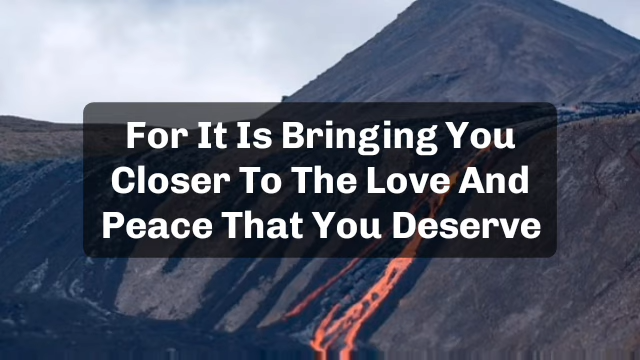 For It Is Bringing You
Closer To The Love And
Peace That You Deserve